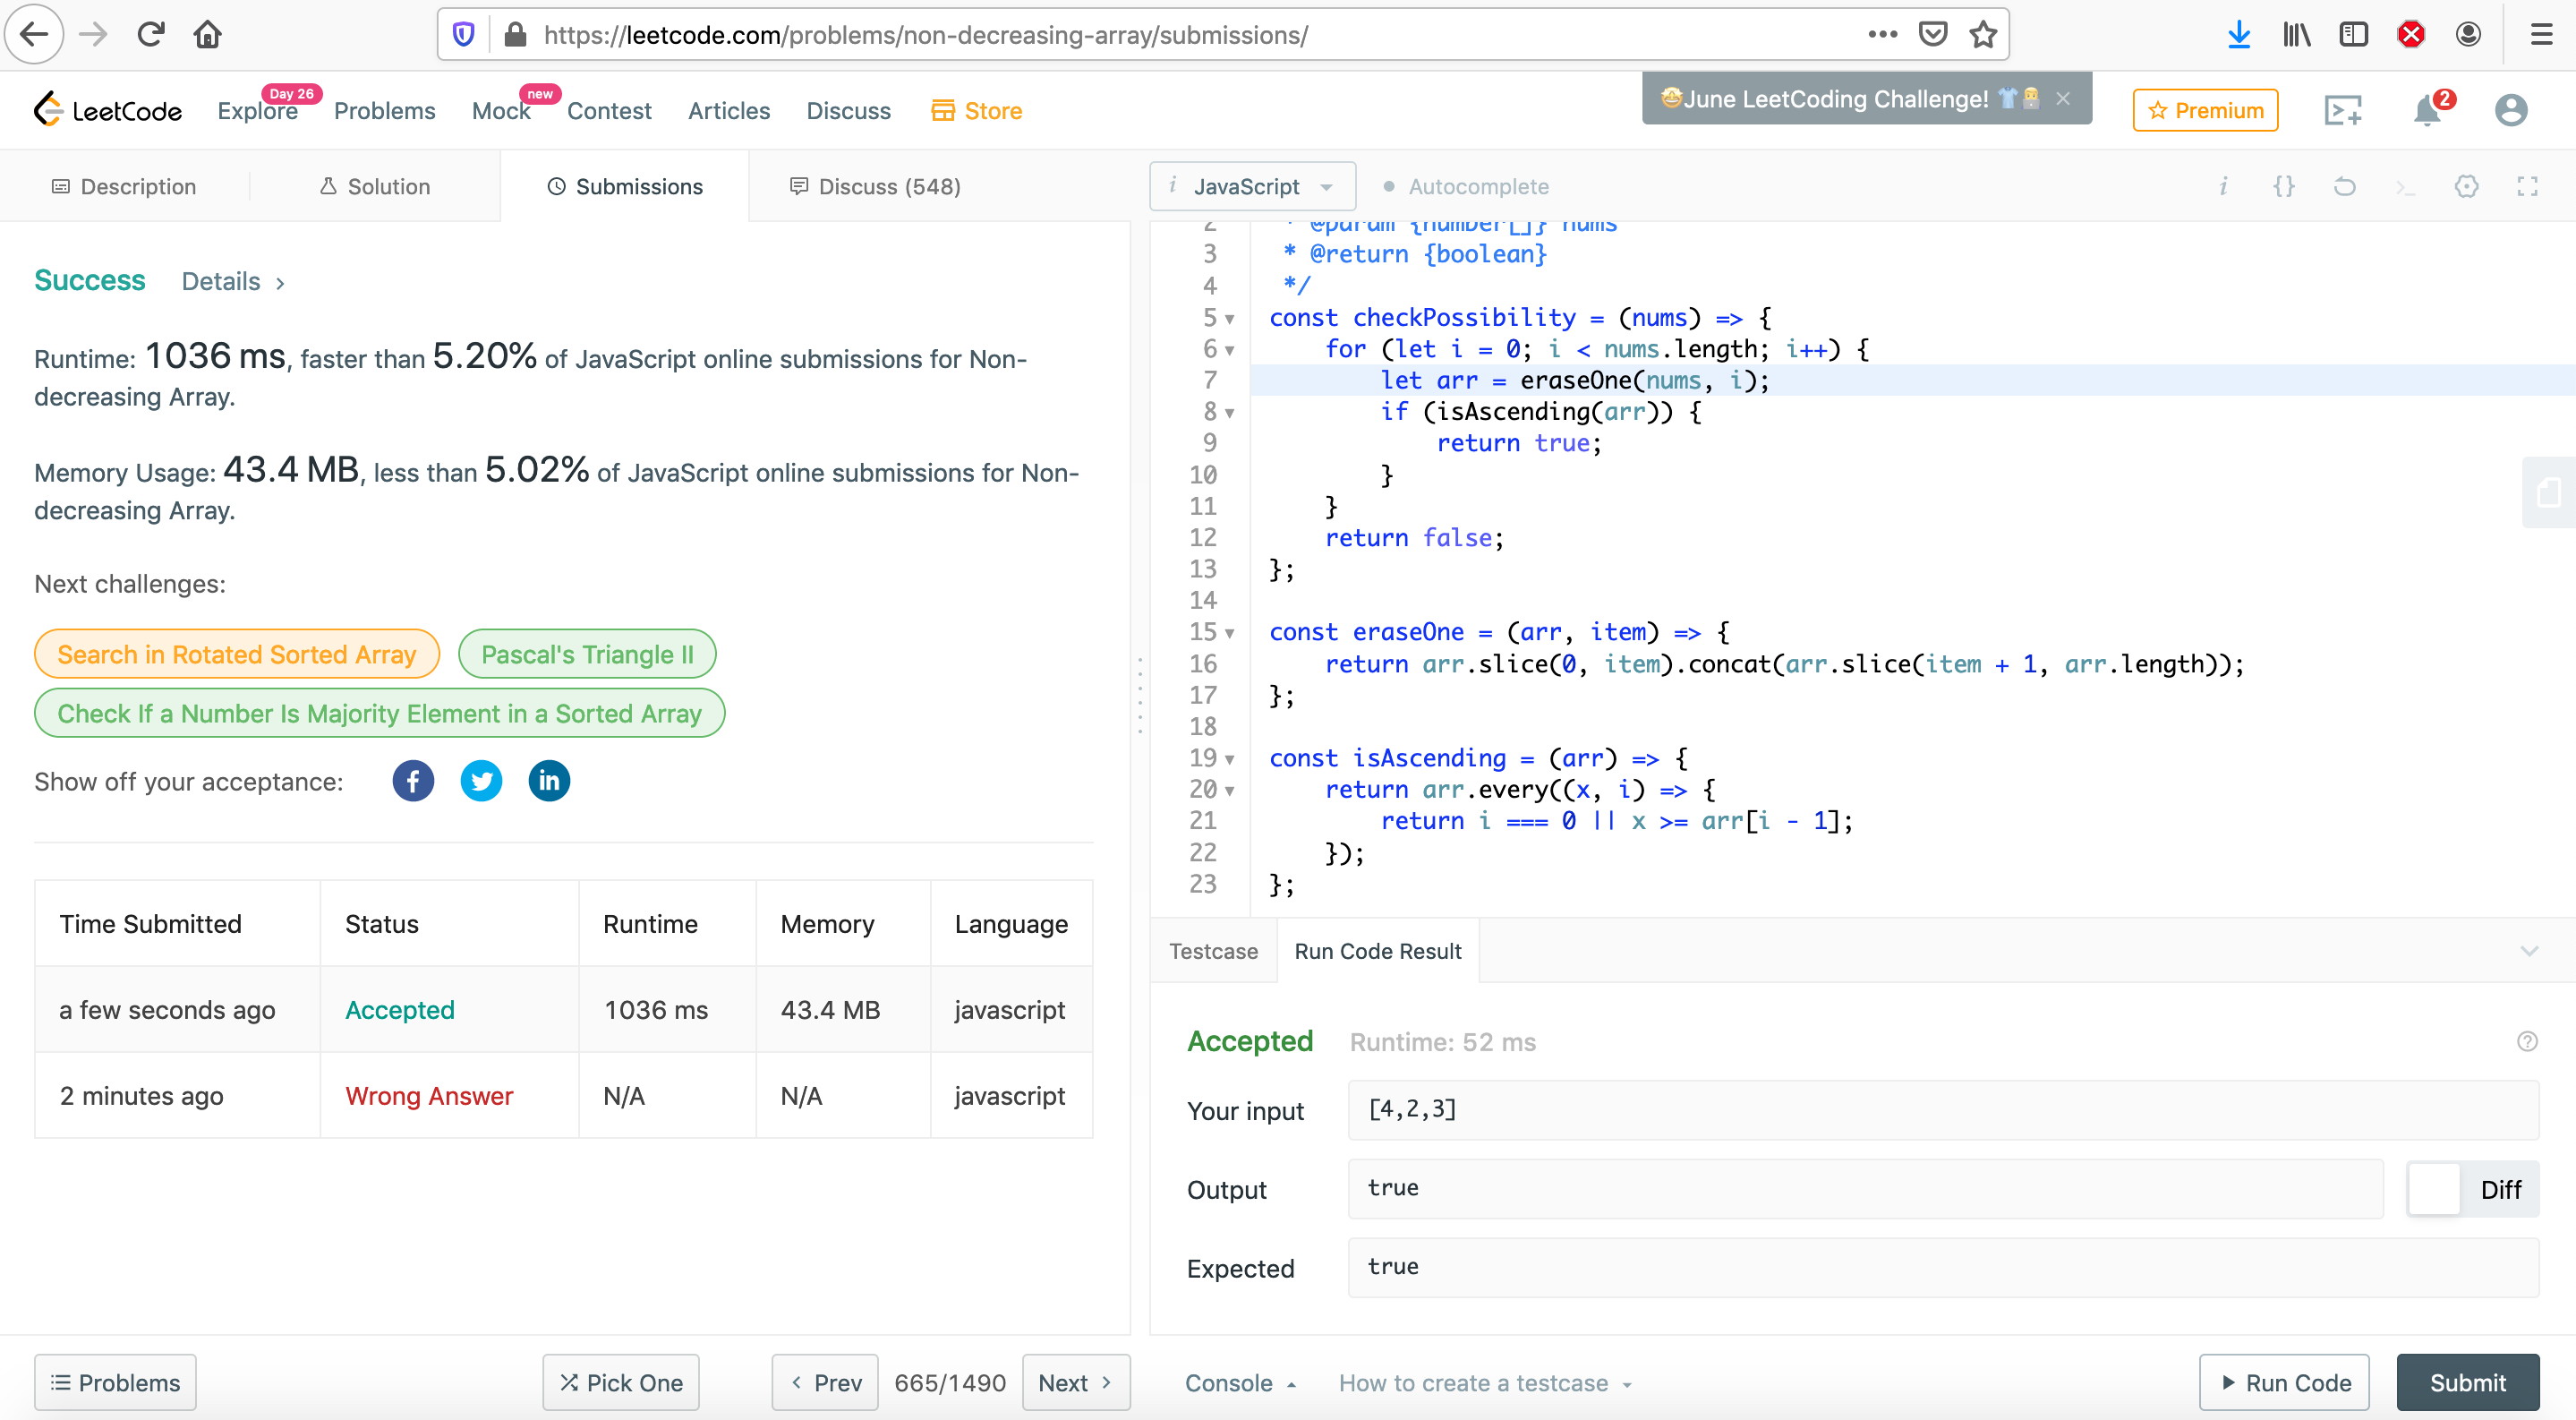 https://leetcode.com/problems/non-decreasing-array/submissions/
LeetCode
Explore
Day 26
Problems
Mock
new
Contest
Articles
Discuss
Store
🤩June LeetCoding Challenge! 👕👨‍🦳
Premium
2
Description
Solution
Submissions
Discuss (548)
i JavaScript
Autocomplete
Success Details >
Runtime: 1036 ms, faster than 5.20% of JavaScript online submissions for Non-
decreasing Array.
Memory Usage: 43.4 MB, less than 5.02% of JavaScript online submissions for Non-
decreasing Array.
Next challenges:
Search in Rotated Sorted Array
Pascal's Triangle II
Check If a Number Is Majority Element in a Sorted Array
Show off your acceptance:
Time Submitted Status Runtime Memory Language
a few seconds ago Accepted 1036 ms 43.4 MB javascript
2 minutes ago Wrong Answer N/A N/A javascript
2 * @param {number[]} nums
3 * @return {boolean}
4 */
5 const checkPossibility = (nums) => {
6 for (let i = 0; i < nums.length; i++) {
7 let arr = eraseOne(nums, i);
8 if (isAscending(arr)) {
9 return true;
10 }
11 }
12 return false;
13 };
14
15 const eraseOne = (arr, item) => {
16 return arr.slice(0, item).concat(arr.slice(item + 1, arr.length));
17 };
18
19 const isAscending = (arr) => {
20 return arr.every((x, i) => {
21 return i === 0 || x >= arr[i - 1];
22 });
23 };
Testcase
Run Code Result
Accepted Runtime: 52 ms
Your input [4,2,3]
Output true Diff
Expected true
Problems
Pick One
< Prev
665/1490
Next >
Console
How to create a testcase
Run Code
Submit